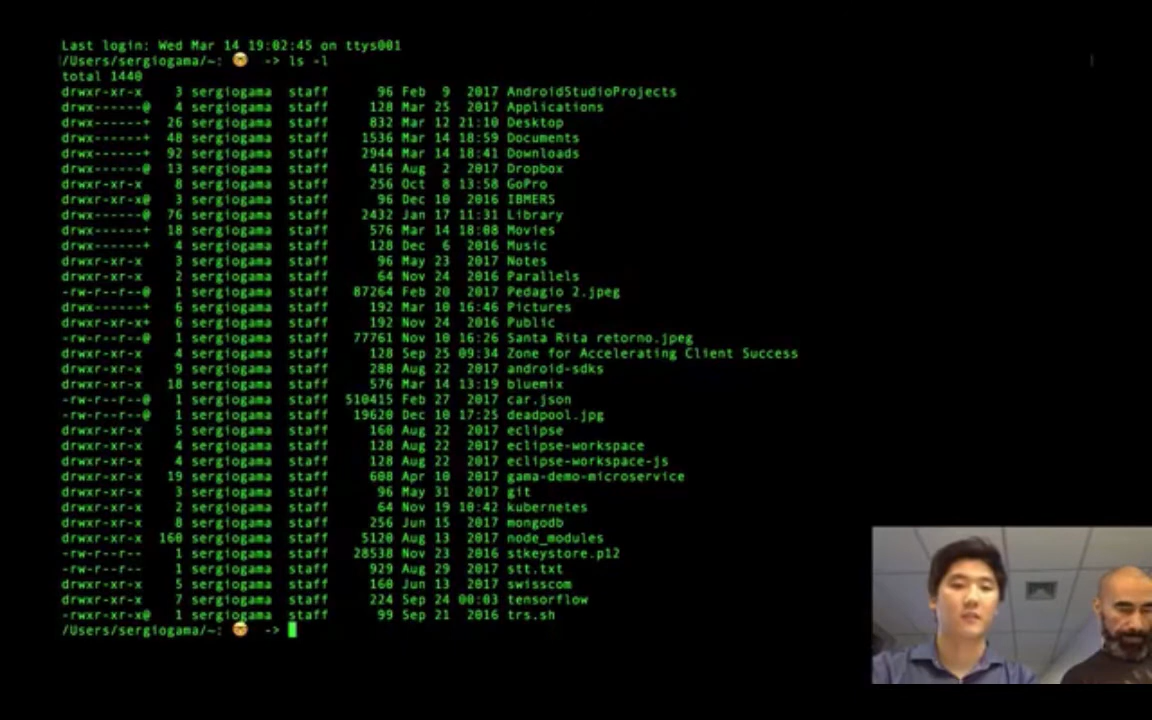 Last login: Wed Mar 14 19:02:45 on ttys001
/Users/sergiogama/~: 🤓 -> ls -l
total 1440
drwxr-xr-x 3 sergiogama staff 96 Feb 9 2017 AndroidStudioProjects
drwx------@ 4 sergiogama staff 128 Mar 25 2017 Applications
drwx------+ 26 sergiogama staff 832 Mar 12 21:10 Desktop
drwx------+ 48 sergiogama staff 1536 Mar 14 18:59 Documents
drwx------+ 92 sergiogama staff 2944 Mar 14 18:41 Downloads
drwx------@ 13 sergiogama staff 416 Aug 2 2017 Dropbox
drwxr-xr-x 8 sergiogama staff 256 Oct 8 13:58 GoPro
drwxr-xr-x@ 3 sergiogama staff 96 Dec 10 2016 IBMERS
drwx------@ 76 sergiogama staff 2432 Jan 17 11:31 Library
drwx------+ 18 sergiogama staff 576 Mar 14 18:08 Movies
drwx------+ 4 sergiogama staff 128 Dec 6 2016 Music
drwxr-xr-x 3 sergiogama staff 96 May 23 2017 Notes
drwxr-xr-x 2 sergiogama staff 64 Nov 24 2016 Parallels
-rw-r--r--@ 1 sergiogama staff 87264 Feb 20 2017 Pedagio 2.jpeg
drwx------+ 6 sergiogama staff 192 Mar 10 16:46 Pictures
drwxr-xr-x+ 6 sergiogama staff 192 Nov 24 2016 Public
-rw-r--r--@ 1 sergiogama staff 77761 Nov 10 16:26 Santa Rita retorno.jpeg
drwxr-xr-x 4 sergiogama staff 128 Sep 25 09:34 Zone for Accelerating Client Success
drwxr-xr-x 9 sergiogama staff 288 Aug 22 2017 android-sdks
drwxr-xr-x 18 sergiogama staff 576 Mar 14 13:19 bluemix
-rw-r--r--@ 1 sergiogama staff 510415 Feb 27 2017 car.json
-rw-r--r--@ 1 sergiogama staff 19620 Dec 10 17:25 deadpool.jpg
drwxr-xr-x 5 sergiogama staff 160 Aug 22 2017 eclipse
drwxr-xr-x 4 sergiogama staff 128 Aug 22 2017 eclipse-workspace
drwxr-xr-x 4 sergiogama staff 128 Aug 22 2017 eclipse-workspace-js
drwxr-xr-x 19 sergiogama staff 608 Apr 10 2017 gama-demo-microservice
drwxr-xr-x 3 sergiogama staff 96 May 31 2017 git
drwxr-xr-x 2 sergiogama staff 64 Nov 19 10:42 kubernetes
drwxr-xr-x 8 sergiogama staff 256 Jun 15 2017 mongodb
drwxr-xr-x 160 sergiogama staff 5120 Aug 13 2017 node_modules
-rw-r--r-- 1 sergiogama staff 28538 Nov 23 2016 stkeystore.p12
-rw-r--r-- 1 sergiogama staff 929 Aug 29 2017 stt.txt
drwxr-xr-x 5 sergiogama staff 160 Jun 13 2017 swisscom
drwxr-xr-x 7 sergiogama staff 224 Sep 24 00:03 tensorflow
-rwxr-xr-x@ 1 sergiogama staff 99 Sep 21 2016 trs.sh
/Users/sergiogama/~: 🤓 ->